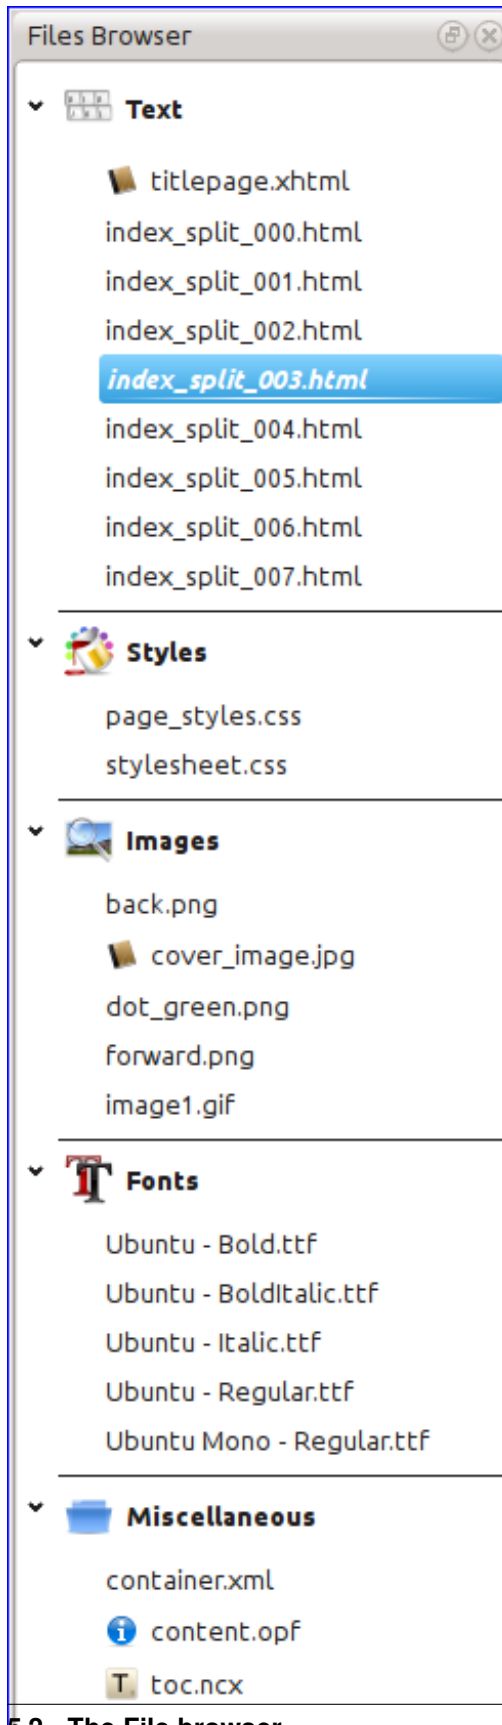 Files Browser
Text
titlepage.xhtml
index_split_000.html
index_split_001.html
index_split_002.html
index_split_003.html
index_split_004.html
index_split_005.html
index_split_006.html
index_split_007.html
Styles
page_styles.css
stylesheet.css
Images
back.png
cover_image.jpg
dot_green.png
forward.png
image1.gif
Fonts
Ubuntu - Bold.ttf
Ubuntu - BoldItalic.ttf
Ubuntu - Italic.ttf
Ubuntu - Regular.ttf
Ubuntu Mono - Regular.ttf
Miscellaneous
container.xml
content.opf
T toc.ncx
The File browser